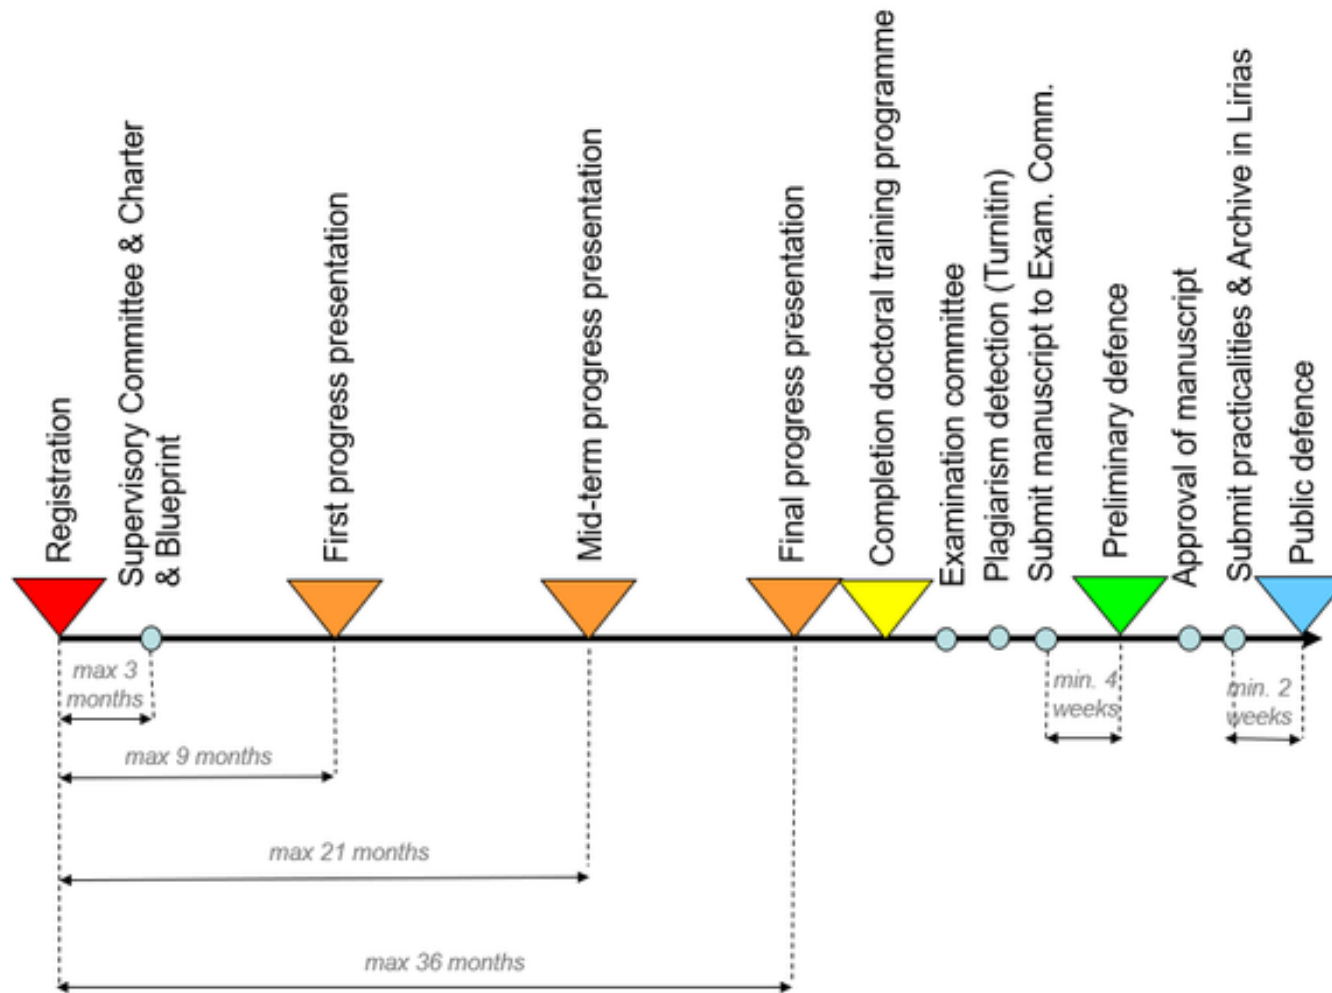 Registration
Supervisory Committee & Charter
& Blueprint
First progress presentation
Mid-term progress presentation
Final progress presentation
Completion doctoral training programme
Examination committee
Plagiarism detection (Turnitin)
Submit manuscript to Exam. Comm.
Preliminary defence
Approval of manuscript
Submit practicalities & Archive in Lirias
Public defence
max 3
months
min. 4
weeks
min. 2
weeks
max 9 months
max 21 months
max 36 months